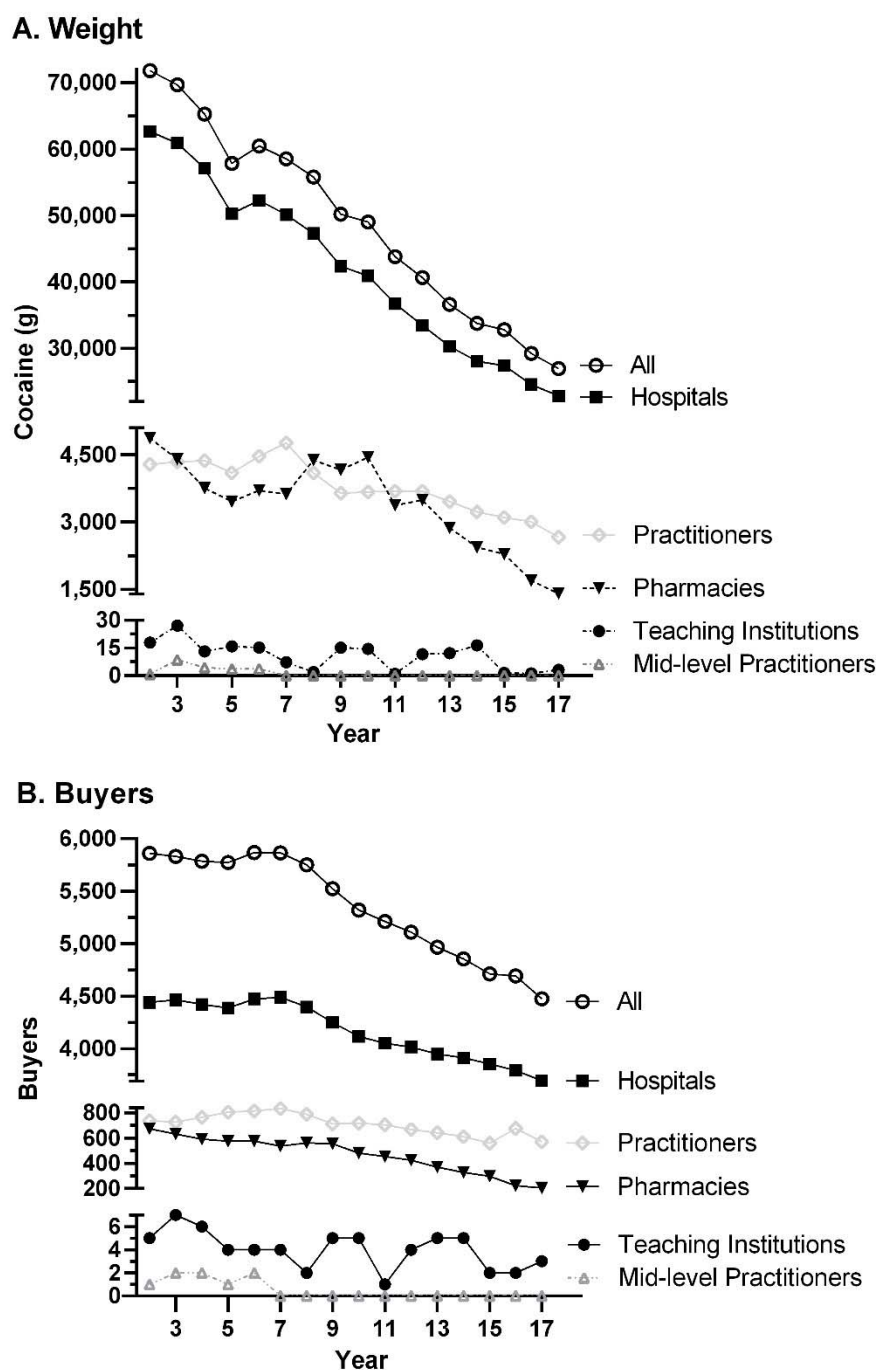 A. Weight
70,000
60,000
50,000
40,000
30,000
Cocaine (g)
All
Hospitals
4,500
3,000
1,500
Practitioners
Pharmacies
30
15
0
Teaching Institutions
Mid-level Practitioners
3 5 7 9 11 13 15 17
Year
B. Buyers
6,000
5,500
5,000
4,500
4,000
Buyers
All
Hospitals
800
600
400
200
Practitioners
Pharmacies
6
4
2
0
Teaching Institutions
Mid-level Practitioners
3 5 7 9 11 13 15 17
Year